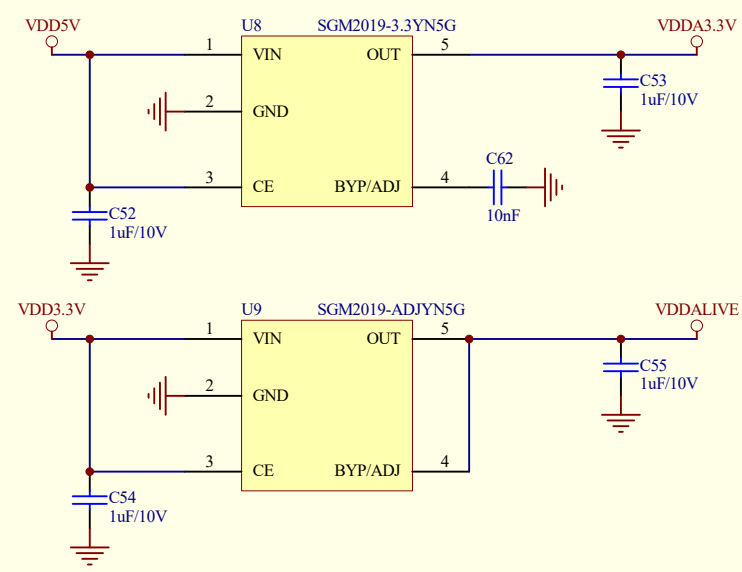 VDD5V
U8
SGM2019-3.3YN5G
VDDA3.3V
1
VIN
OUT
5
C53
1uF/10V
2
GND
C62
3
CE
BYP/ADJ
4
10nF
C52
1uF/10V
VDD3.3V
U9
SGM2019-ADJYN5G
VDDALIVE
1
VIN
OUT
5
C55
1uF/10V
2
GND
3
CE
BYP/ADJ
4
C54
1uF/10V